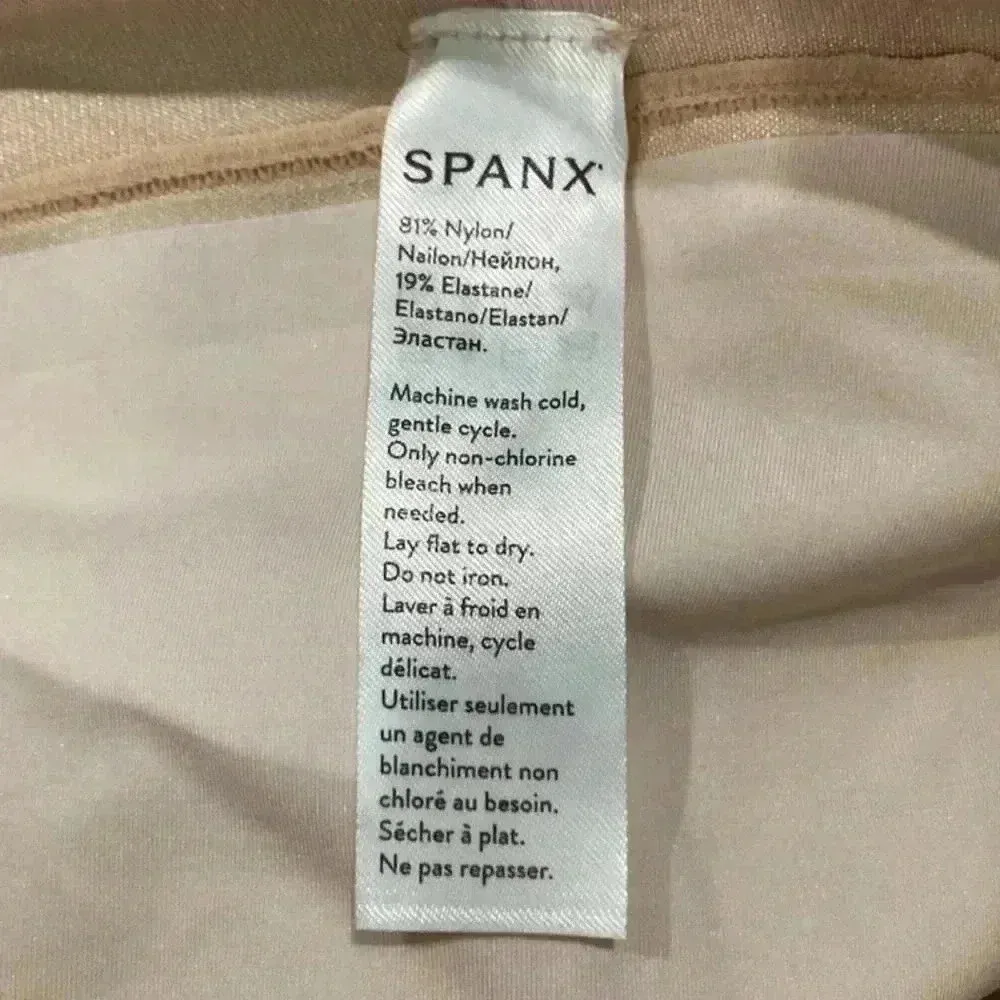 SPANX
81% Nylon/
Nailon/Нейлон,
19% Elastane/
Elastano/Elastan/
Эластан.
Machine wash cold,
gentle cycle.
Only non-chlorine
bleach when
needed.
Lay flat to dry.
Do not iron.
Laver à froid en
machine, cycle
délicat.
Utiliser seulement
un agent de
blanchiment non
chloré au besoin.
Sécher à plat.
Ne pas repasser.